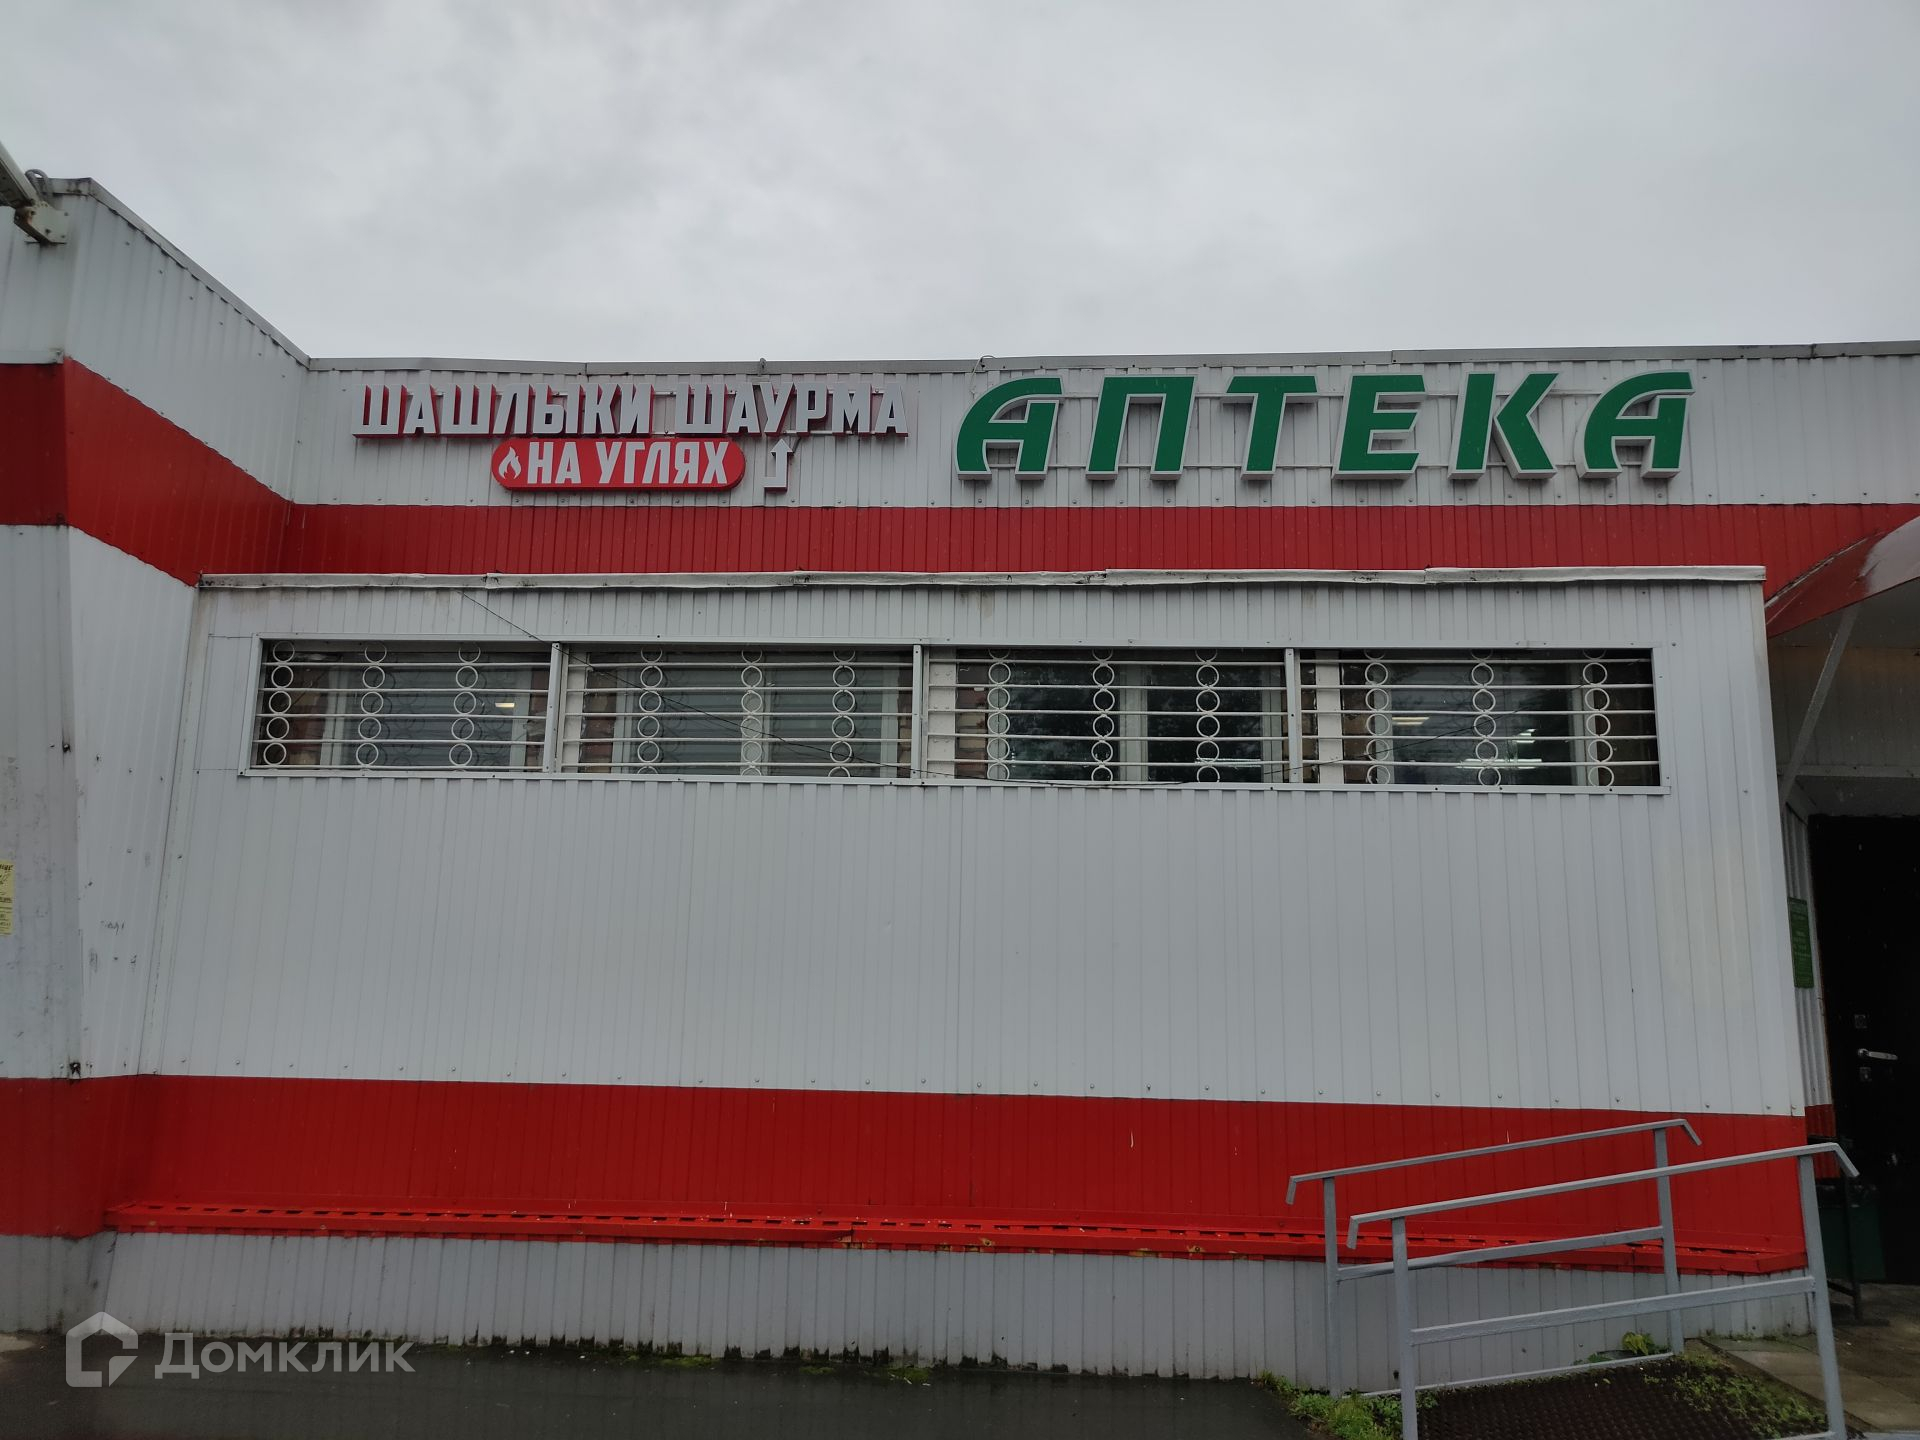 ШАШЛЫКИ ШАУРМА
НА УГЛЯХ
АПТЕКА
Домклик